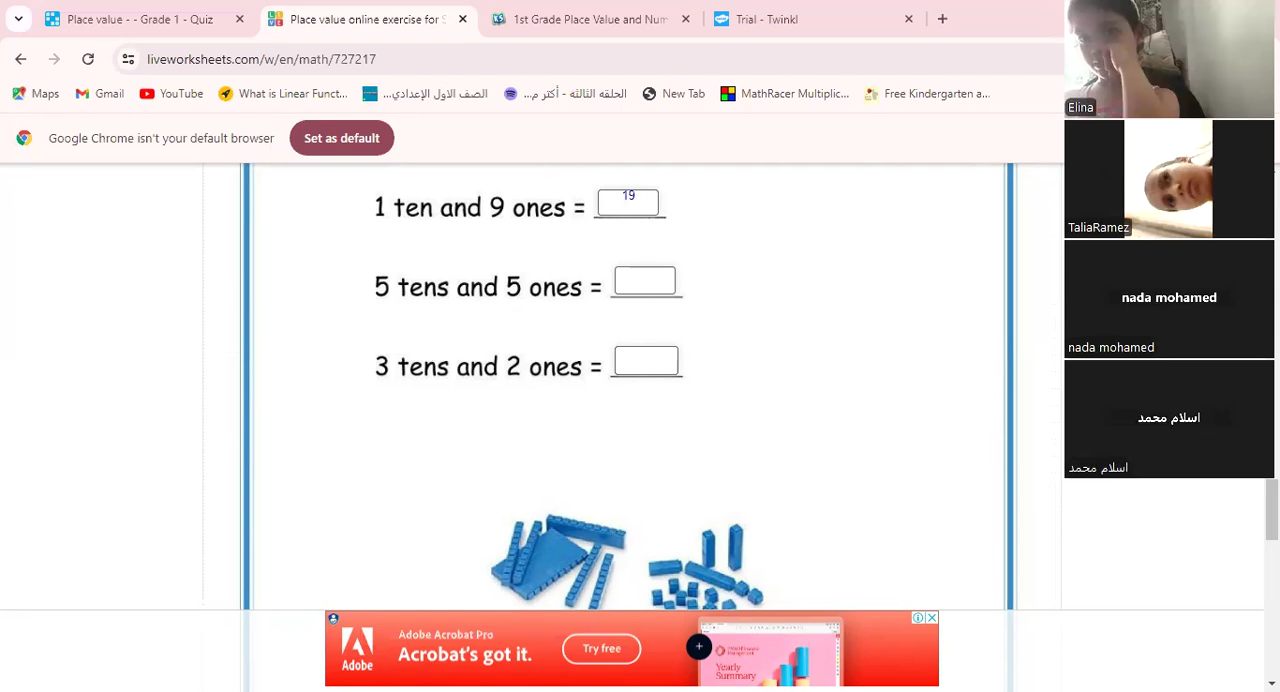 Place value - - Grade 1 - Quiz
Place value online exercise for S
1st Grade Place Value and Num
Trial - Twinkl
liveworksheets.com/w/en/math/727217
Maps
Gmail
YouTube
What is Linear Funct...
الصف الاول الإعدادي...
الحلقه الثالثه - أكثر م...
New Tab
MathRacer Multiplic...
Free Kindergarten a...
Google Chrome isn't your default browser
Set as default
1 ten and 9 ones = 19
5 tens and 5 ones =
3 tens and 2 ones =
Adobe
Adobe Acrobat Pro
Acrobat's got it.
Try free
Yearly
Summary
Elina
TaliaRamez
nada mohamed
nada mohamed
اسلام محمد
اسلام محمد